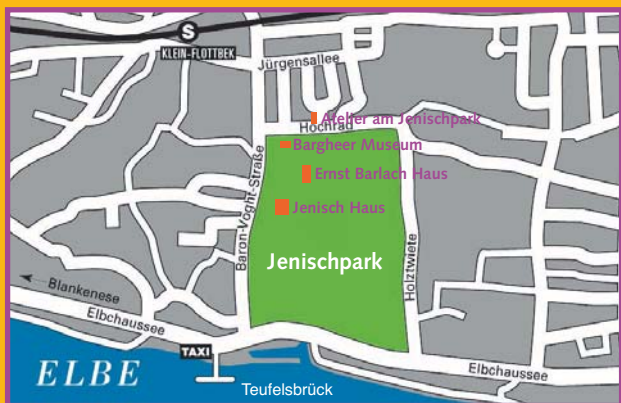 S
KLEIN-FLOTTBEK
Jürgensallee
Atelier am Jenischpark
Hochrad
Bargheer Museum
Ernst Barlach Haus
Jenisch Haus
Baron-Voght-Straße
Jenischpark
Holztwiete
Blankenese
Elbchaussee
TAXI
Elbchaussee
ELBE
Teufelsbrück